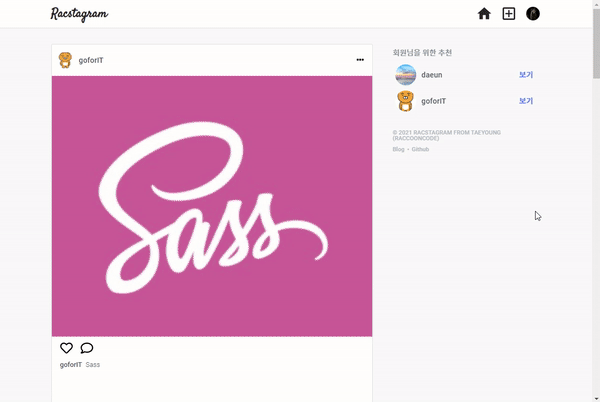 Racstagram
goforIT
Sass
goforIT Sass
회원님을 위한 추천
daeun 보기
goforIT 보기
© 2021 RACSTAGRAM FROM TAEYOUNG
(RACCOONCODE)
Blog • Github